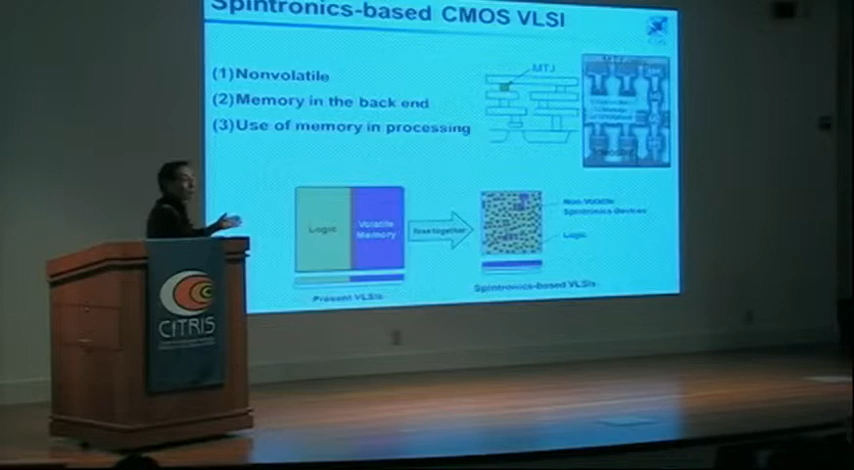 Spintronics-based CMOS VLSI
(1)Nonvolatile
(2)Memory in the back end
(3)Use of memory in processing
MTJ
Logic
Volatile
Memory
Non-Volatile
Spintronics Devices
Logic
Present VLSIs
Spintronics-based VLSIs
CITRIS